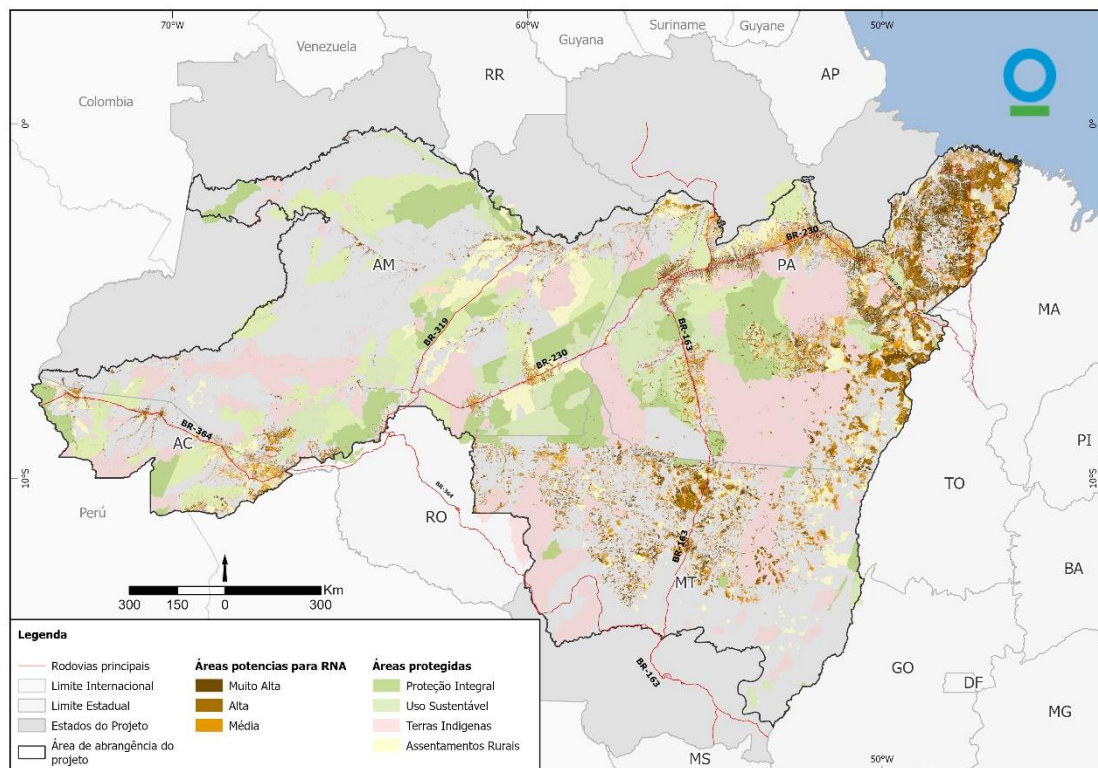 70°W
60°W
50°W
Venezuela
Guyana
Suriname
Guyane
Colombia
RR
AP
0°
0°
AM
BR-230
PA
BR-319
BR-163
MA
BR-230
BR-364
AC
PI
10°S
10°S
Perú
RO
BR-364
TO
BR-163
MT
BA
300 150 0 300 Km
GO
DF
MG
BR-163
MS
50°W
Legenda
Rodovias principais
Limite Internacional
Limite Estadual
Estados do Projeto
Área de abrangência do
projeto
Áreas potencias para RNA
Muito Alta
Alta
Média
Áreas protegidas
Proteção Integral
Uso Sustentável
Terras Indigenas
Assentamentos Rurais